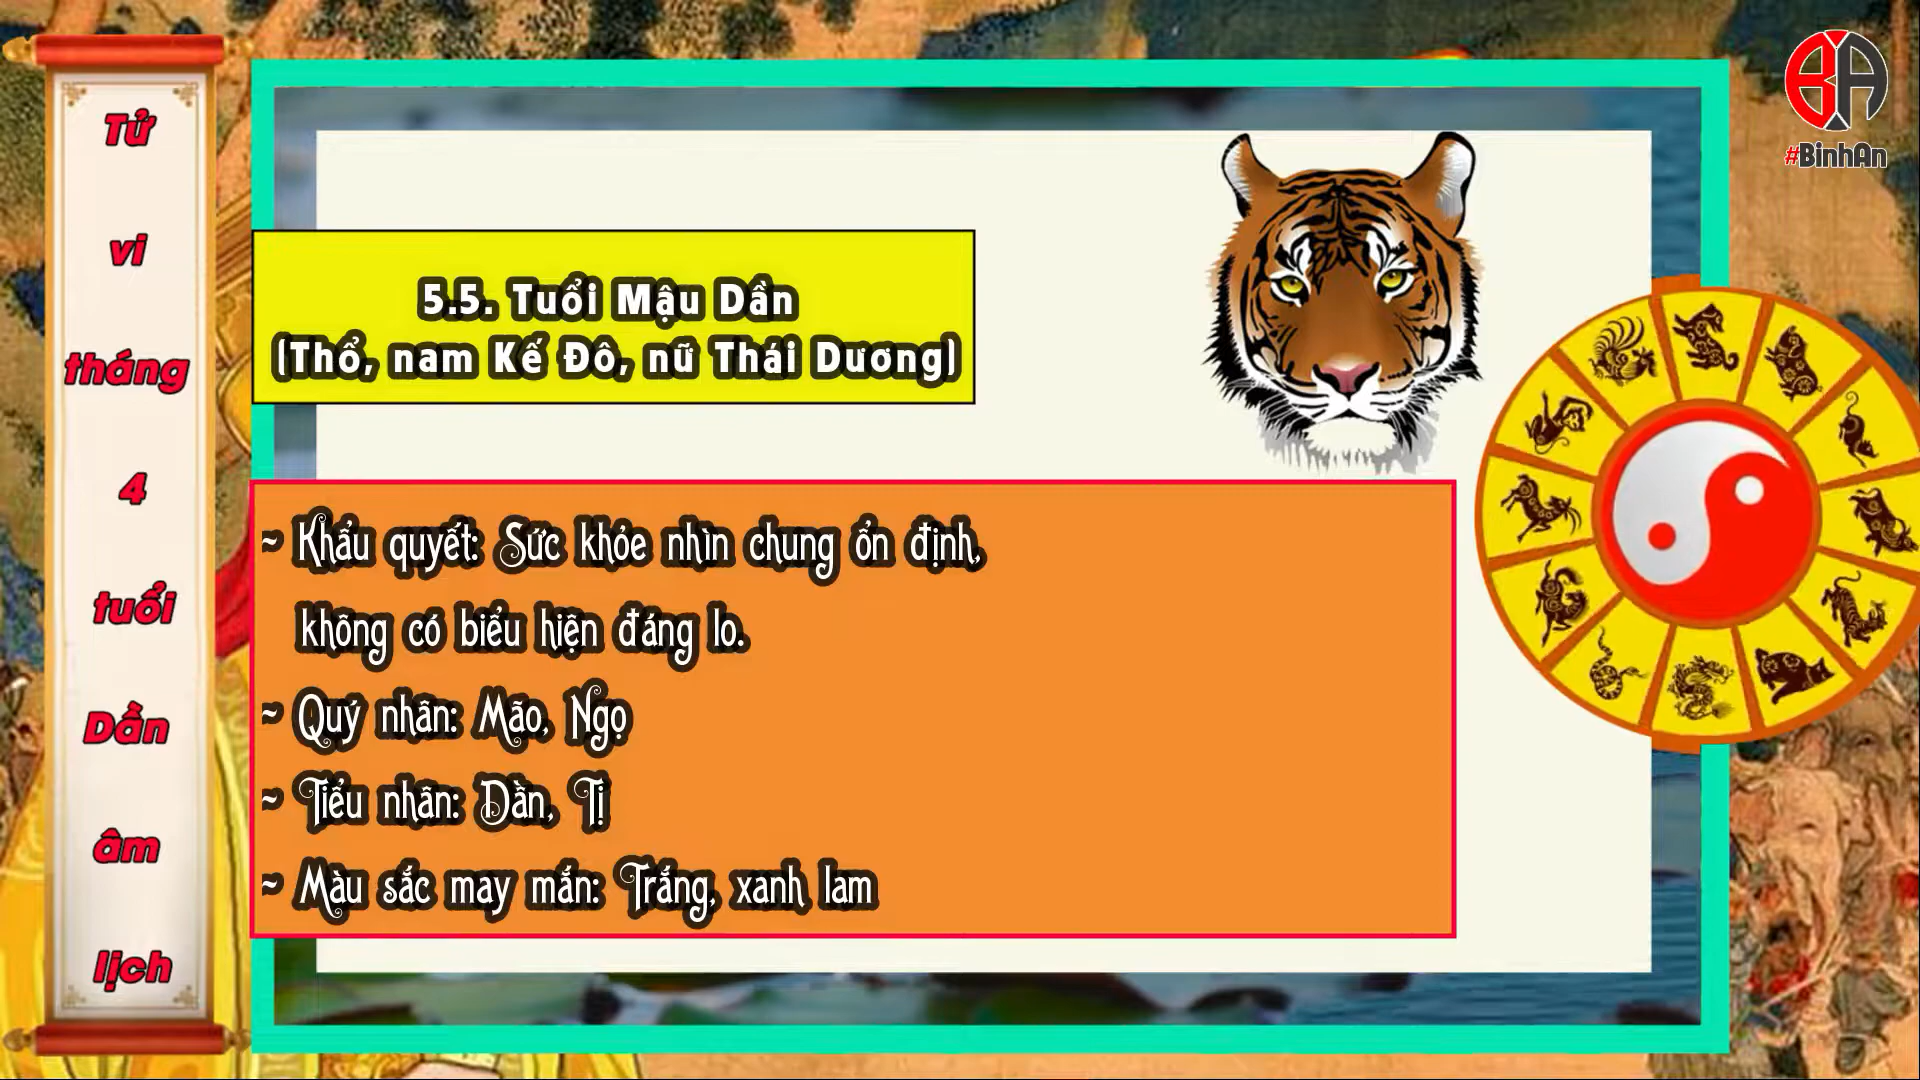 Tử
vi
tháng
4
tuổi
Dần
âm
lịch
5.5. Tuổi Mậu Dần
(Thổ, nam Kế Đô, nữ Thái Dương)
~ Khẩu quyết: Sức khỏe nhìn chung ổn định,
không có biểu hiện đáng lo.
~ Quý nhân: Mão, Ngọ
~ Tiểu nhân: Dần, Tị
~ Màu sắc may mắn: Trắng, xanh lam
BA
#BinhAn